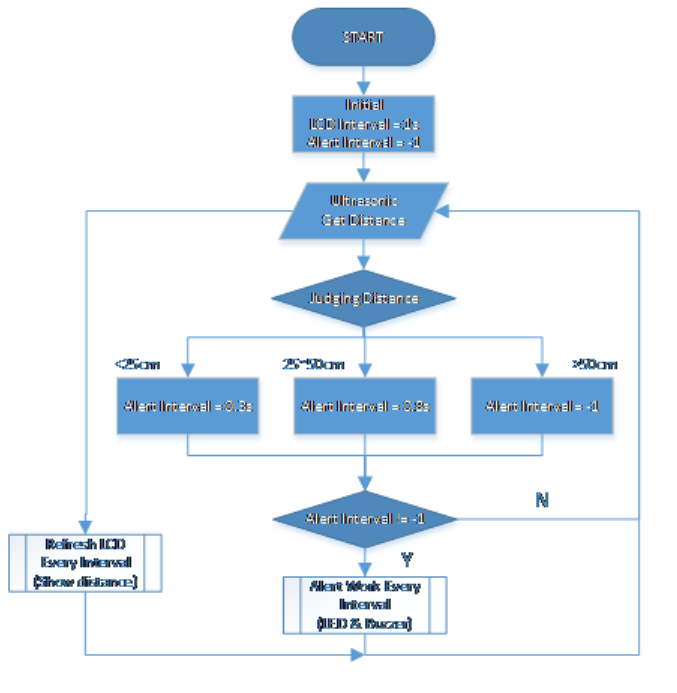 START
Initial
LCD Interval = 1s
Alert Interval = -1
Ultrasonic
Get Distance
Judging Distance
<25cm
25~50cm
>50cm
Alert Interval = 0.3s
Alert Interval = 0.8s
Alert Interval = -1
Alert Interval != -1
N
Y
Refresh LCD
Every Interval
(Show distance)
Alert Work Every
Interval
(LED & Buzzer)